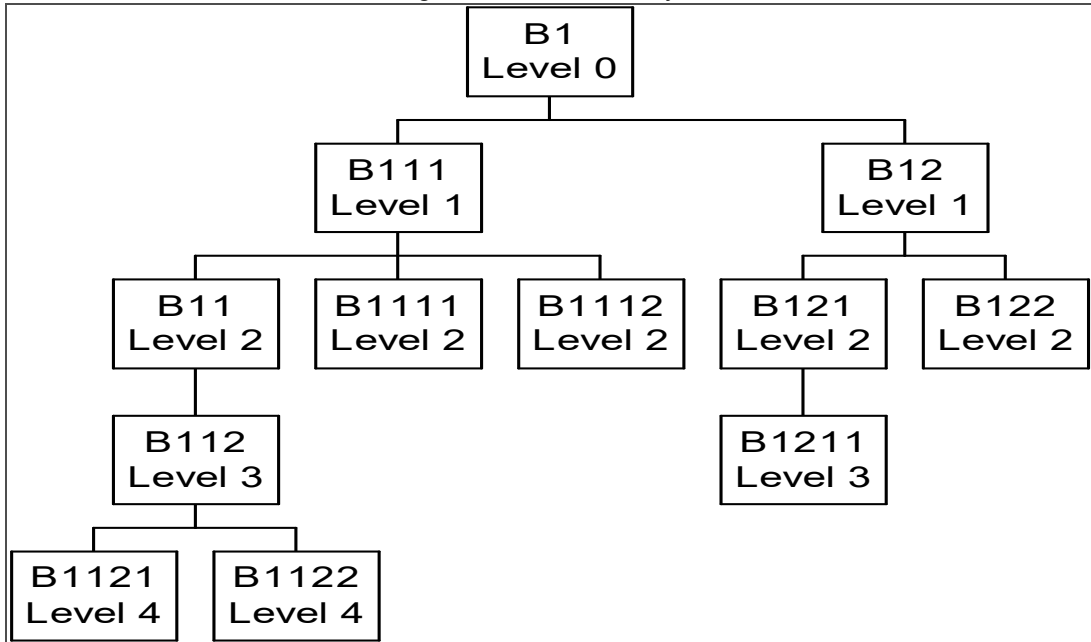 B1
Level 0
B111
Level 1
B12
Level 1
B11
Level 2
B1111
Level 2
B1112
Level 2
B121
Level 2
B122
Level 2
B112
Level 3
B1211
Level 3
B1121
Level 4
B1122
Level 4